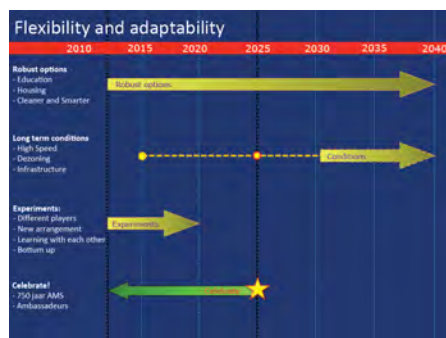 Flexibility and adaptability
2010 2015 2020 2025 2030 2035 2040
Robust options
- Education
- Housing
- Cleaner and Smarter
Robust options
Long term conditions
- High Speed
- Dezoning
- Infrastructure
Conditions
Experiments:
- Different players
- New arrangement
- Learning with each other
- Bottum up
Experiments
Celebrate!
- 750 jaar AMS
- Ambassadeurs